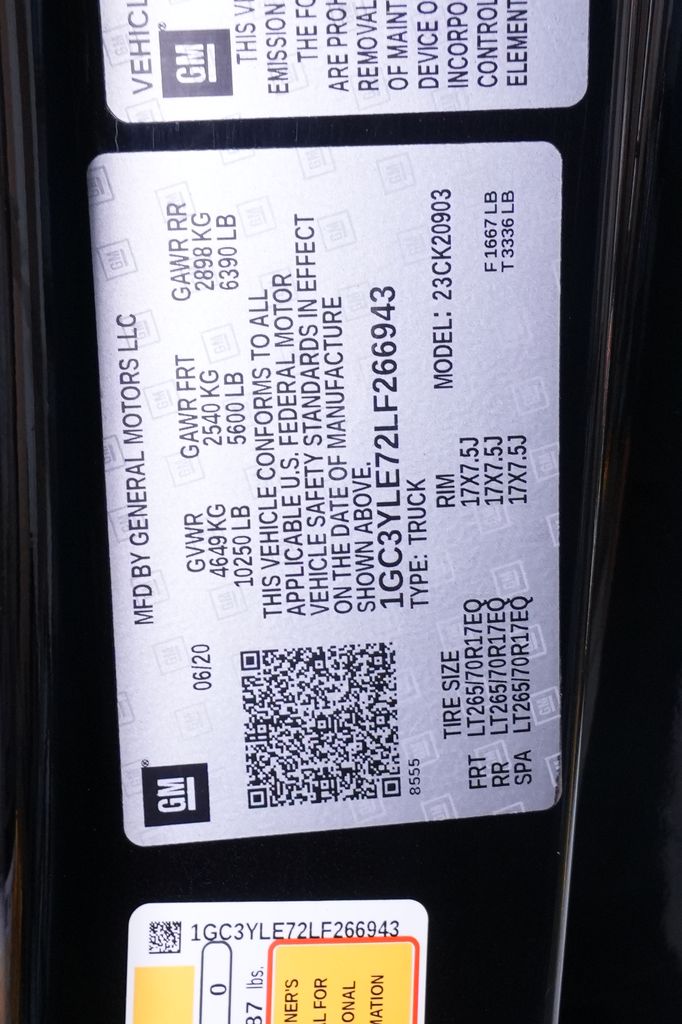 VEHICL
GM
THIS V
EMISSION
THE FO
ARE PROH
REMOVAL
OF MAINT
DEVICE O
INCORPO
CONTROL
ELEMENT
GM®
MFD BY GENERAL MOTORS LLC
06/20
GVWR GAWR FRT GAWR RR
4649 KG 2540 KG 2898 KG
10250 LB 5600 LB 6390 LB
THIS VEHICLE CONFORMS TO ALL
APPLICABLE U.S. FEDERAL MOTOR
VEHICLE SAFETY STANDARDS IN EFFECT
ON THE DATE OF MANUFACTURE
SHOWN ABOVE.
1GC3YLE72LF266943
8555
TYPE: TRUCK
MODEL: 23CK20903
TIRE SIZE RIM
FRT LT265/70R17EQ 17X7.5J F1667 LB
RR LT265/70R17EQ 17X7.5J T3336 LB
SPA LT265/70R17EQ 17X7.5J
1GC3YLE72LF266943
0
87 lbs.
NER'S
L FOR
ONAL
MATION